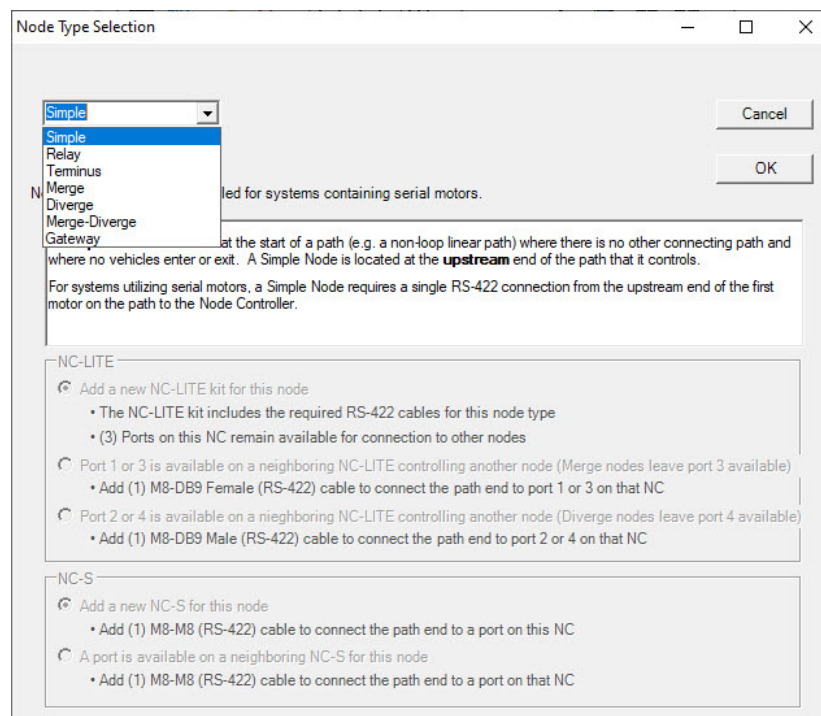 Node Type Selection
Simple
Cancel
Simple
Relay
OK
Terminus
Merge
led for systems containing serial motors.
Diverge
Merge-Diverge
Gateway
at the start of a path (e.g. a non-loop linear path) where there is no other connecting path and
where no vehicles enter or exit. A Simple Node is located at the upstream end of the path that it controls.
For systems utilizing serial motors, a Simple Node requires a single RS-422 connection from the upstream end of the first
motor on the path to the Node Controller.
NC-LITE
Add a new NC-LITE kit for this node
• The NC-LITE kit includes the required RS-422 cables for this node type
• (3) Ports on this NC remain available for connection to other nodes
Port 1 or 3 is available on a neighboring NC-LITE controlling another node (Merge nodes leave port 3 available)
• Add (1) M8-DB9 Female (RS-422) cable to connect the path end to port 1 or 3 on that NC
Port 2 or 4 is available on a nieghboring NC-LITE controlling another node (Diverge nodes leave port 4 available)
• Add (1) M8-DB9 Male (RS-422) cable to connect the path end to port 2 or 4 on that NC
NC-S
Add a new NC-S for this node
• Add (1) M8-M8 (RS-422) cable to connect the path end to a port on this NC
A port is available on a neighboring NC-S for this node
• Add (1) M8-M8 (RS-422) cable to connect the path end to a port on that NC